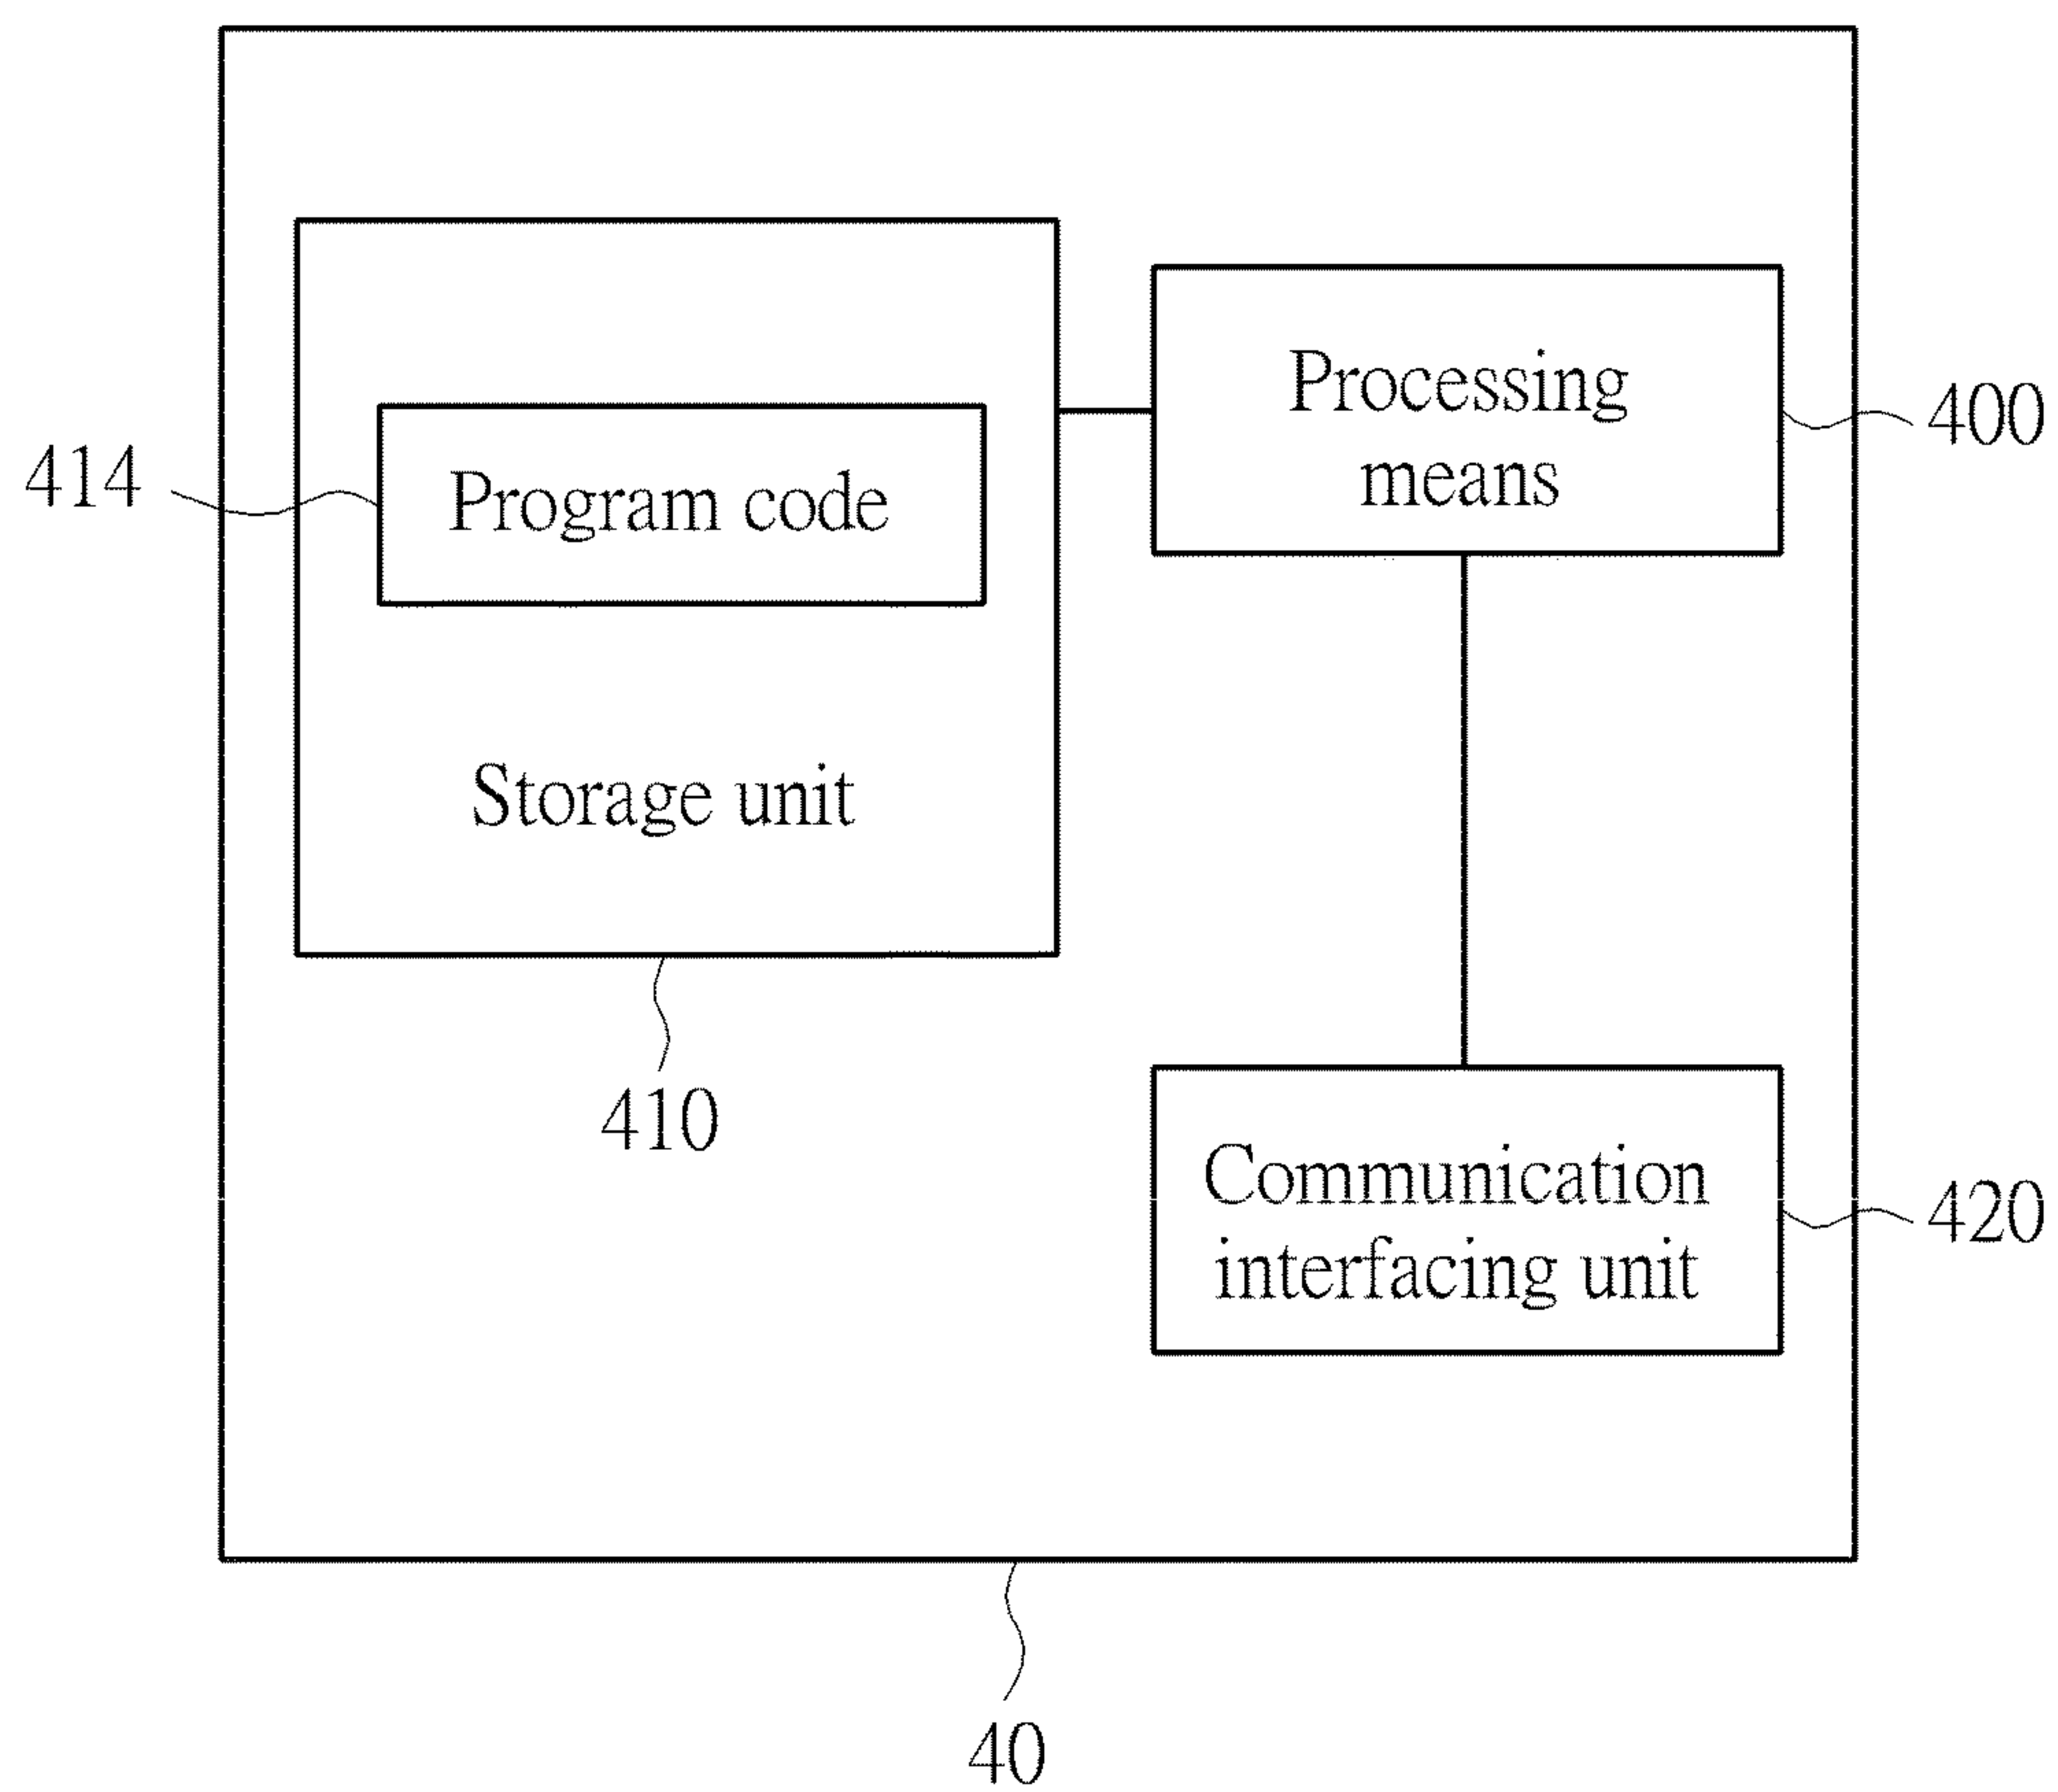 Processing
means
400
414
Program code
Storage unit
410
Communication
interfacing unit
420
40